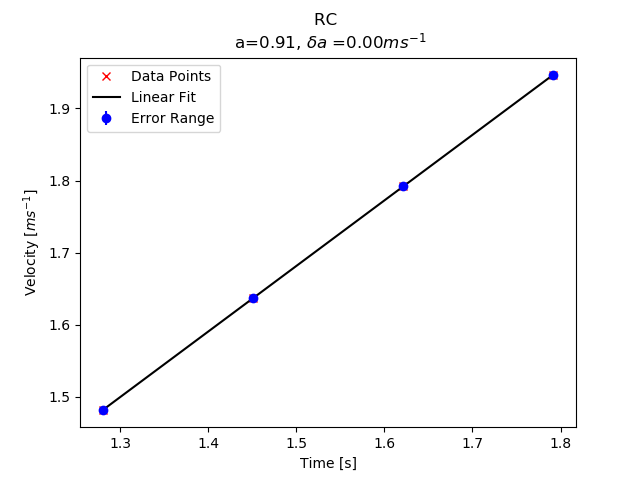 RC
a=0.91, δa =0.00ms⁻¹
Data Points
Linear Fit
Error Range
Velocity [ms⁻¹]
1.9
1.8
1.7
1.6
1.5
1.3 1.4 1.5 1.6 1.7 1.8
Time [s]